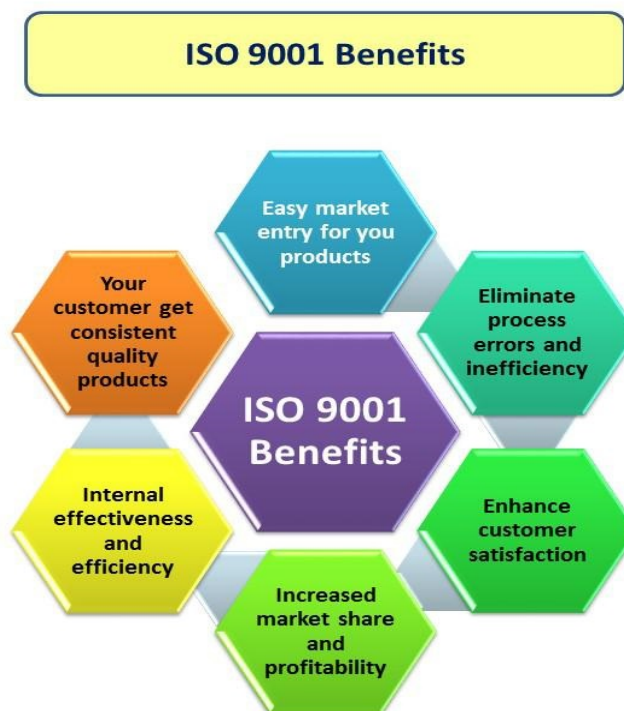 ISO 9001 Benefits
Easy market
entry for you
products
Eliminate
process
errors and
inefficiency
Enhance
customer
satisfaction
Increased
market share
and
profitability
Internal
effectiveness
and
efficiency
Your
customer get
consistent
quality
products
ISO 9001
Benefits